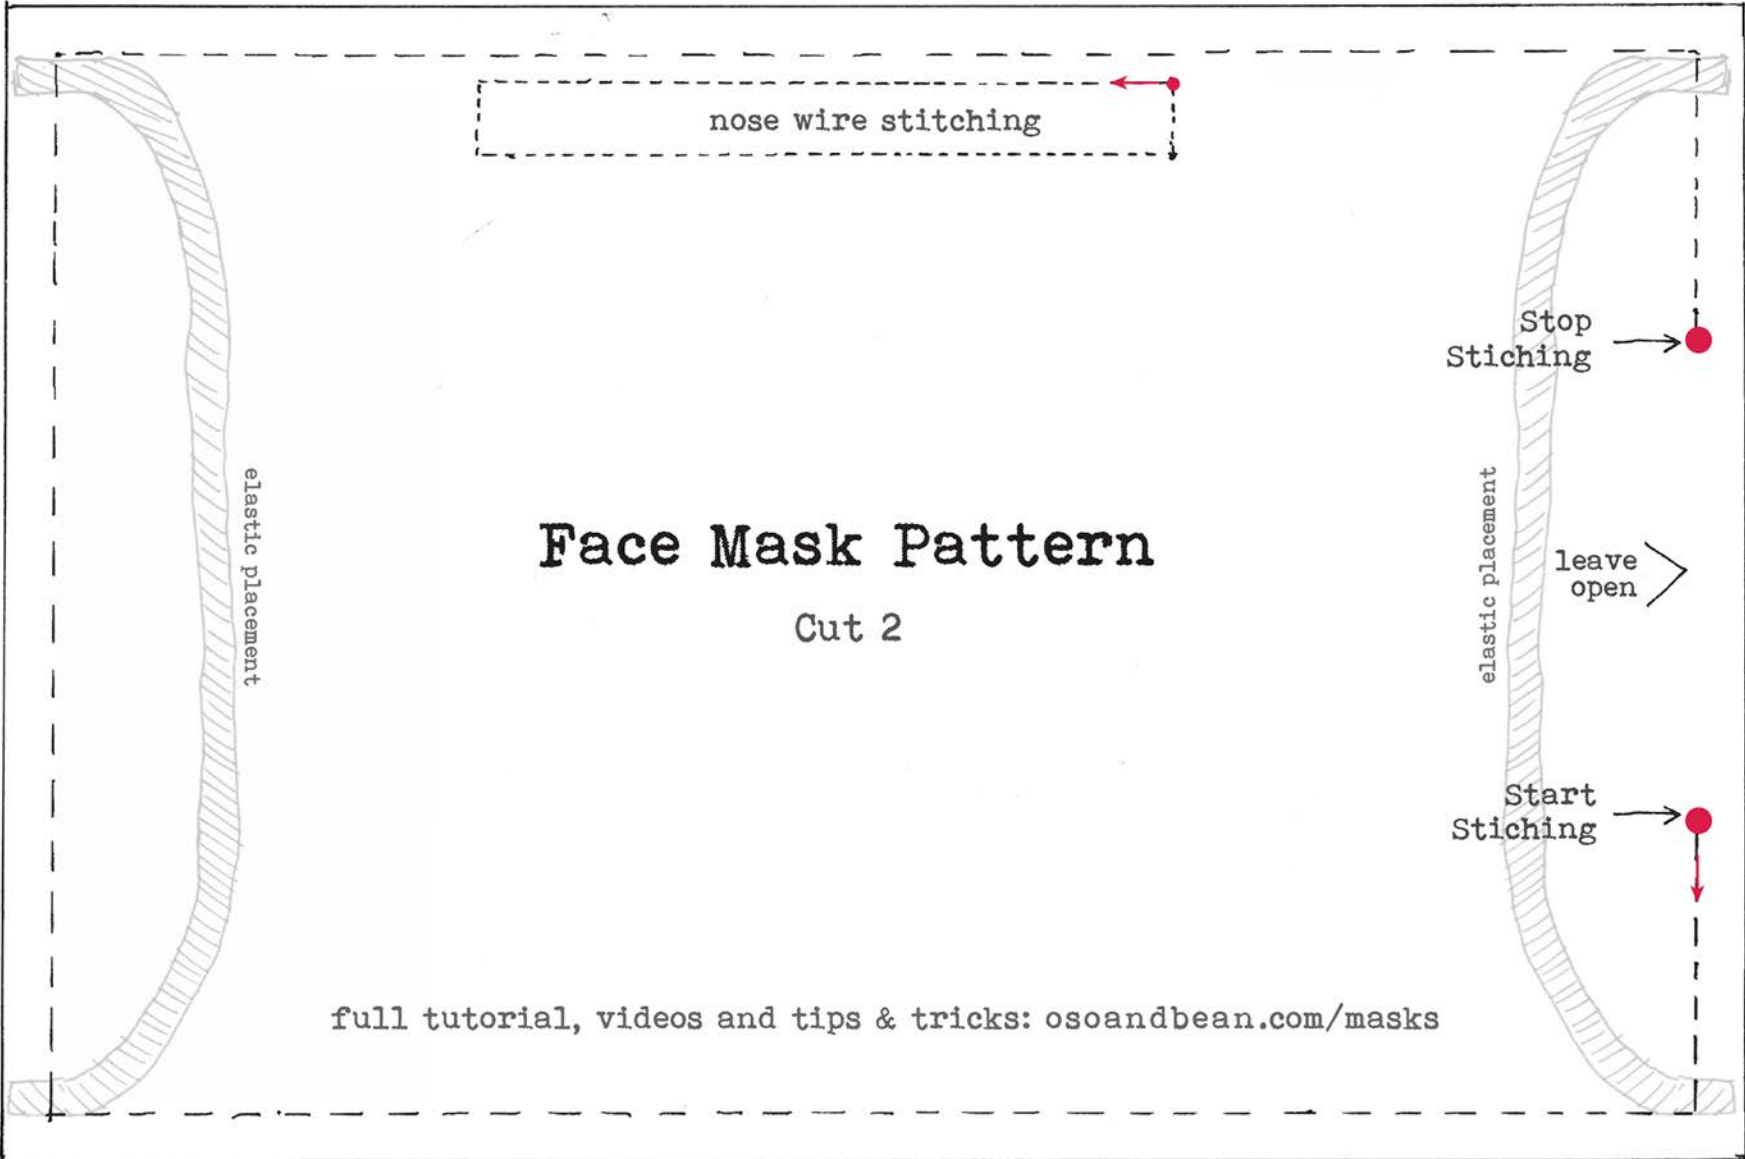 nose wire stitching
Stop
Stiching
elastic placement
elastic placement
Face Mask Pattern
leave
open
Cut 2
Start
Stiching
full tutorial, videos and tips & tricks: osoandbean.com/masks